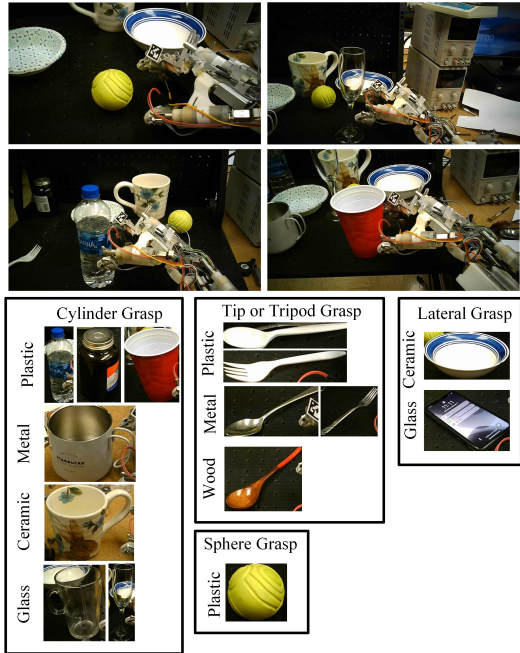 Cylinder Grasp
Plastic
Metal
Ceramic
Glass
Tip or Tripod Grasp
Plastic
Metal
Wood
Sphere Grasp
Plastic
Lateral Grasp
Ceramic
Glass